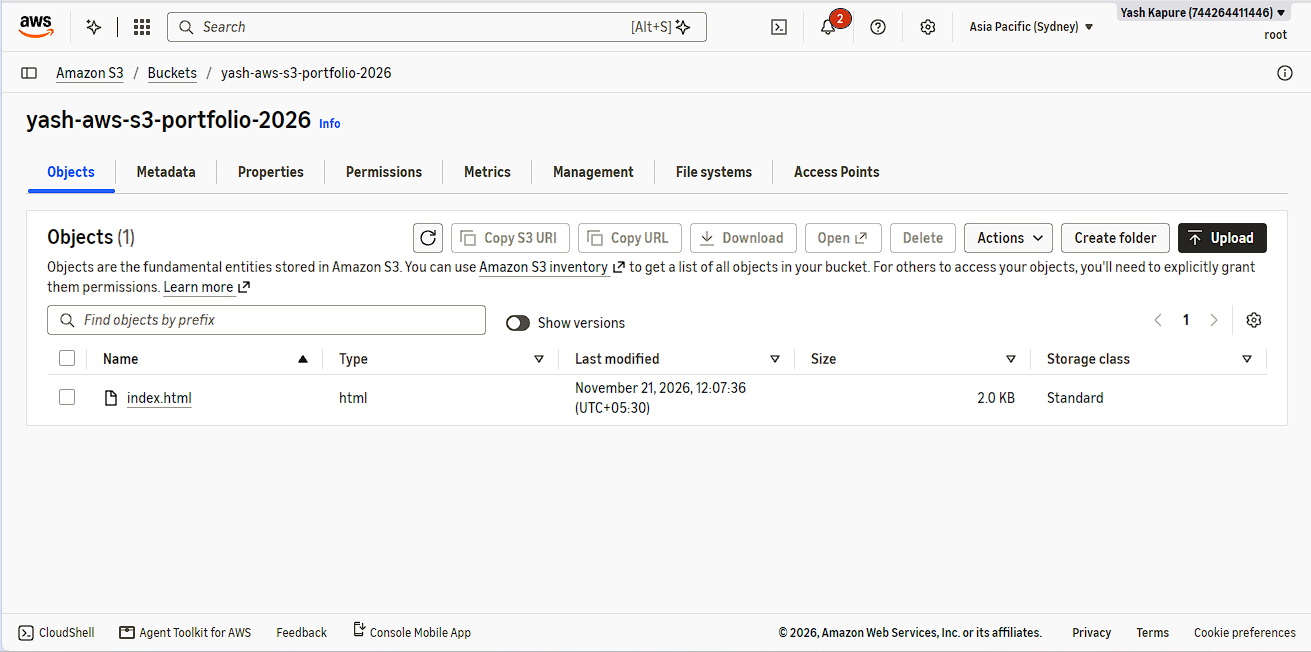 aws
Search [Alt+S]
2
Asia Pacific (Sydney)
Yash Kapure (744264411446)
root
Amazon S3 / Buckets / yash-aws-s3-portfolio-2026
yash-aws-s3-portfolio-2026 Info
Objects Metadata Properties Permissions Metrics Management File systems Access Points
Objects (1)
Copy S3 URI Copy URL Download Open Delete Actions Create folder Upload
Objects are the fundamental entities stored in Amazon S3. You can use Amazon S3 inventory to get a list of all objects in your bucket. For others to access your objects, you'll need to explicitly grant
them permissions. Learn more
Find objects by prefix Show versions 1
Name Type Last modified Size Storage class
index.html html November 21, 2026, 12:07:36 (UTC+05:30) 2.0 KB Standard
CloudShell Agent Toolkit for AWS Feedback Console Mobile App © 2026, Amazon Web Services, Inc. or its affiliates. Privacy Terms Cookie preferences